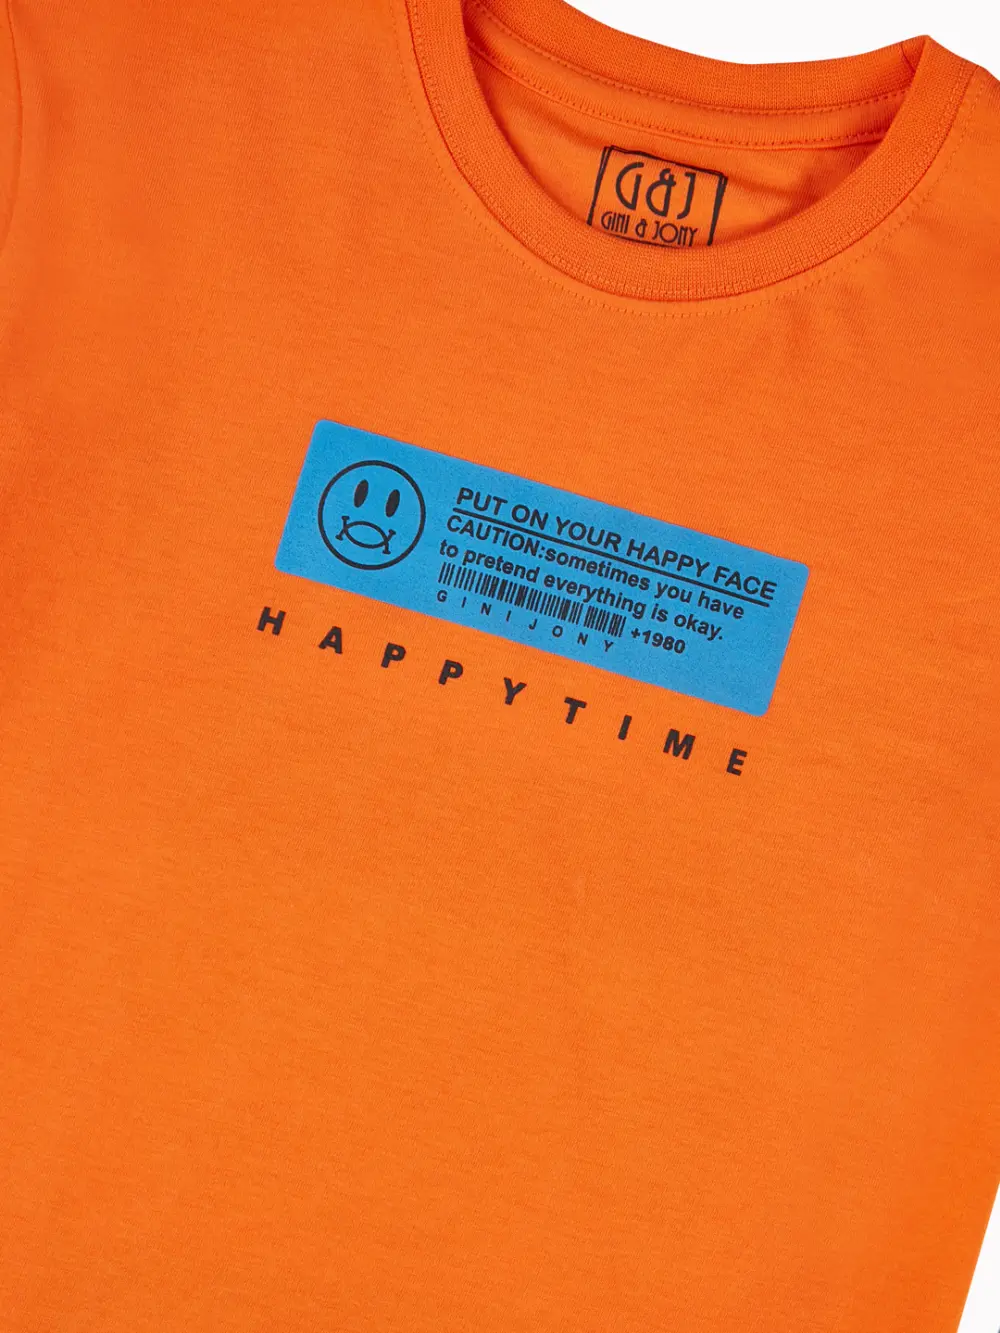 G&J
GINI & JONY
PUT ON YOUR HAPPY FACE
CAUTION:sometimes you have
to pretend everything is okay.
+1980
GINIJONY
HAPPYTIME